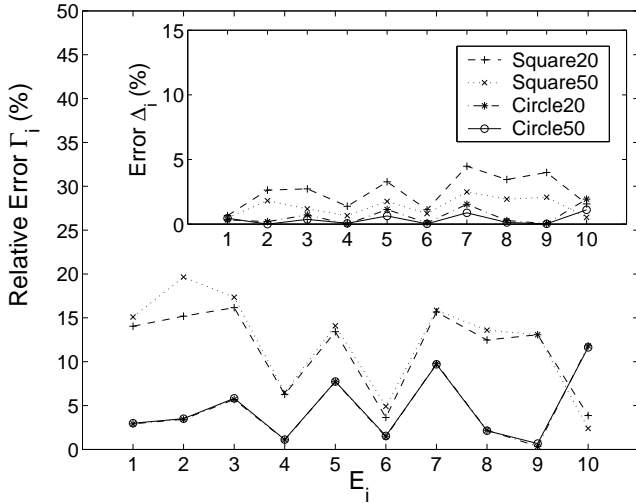 50
45
40
35
30
25
20
15
10
5
0
Relative Error Γi (%)
15
10
5
0
Error Δi (%)
Square20
Square50
Circle20
Circle50
1 2 3 4 5 6 7 8 9 10
1 2 3 4 5 6 7 8 9 10
Ei